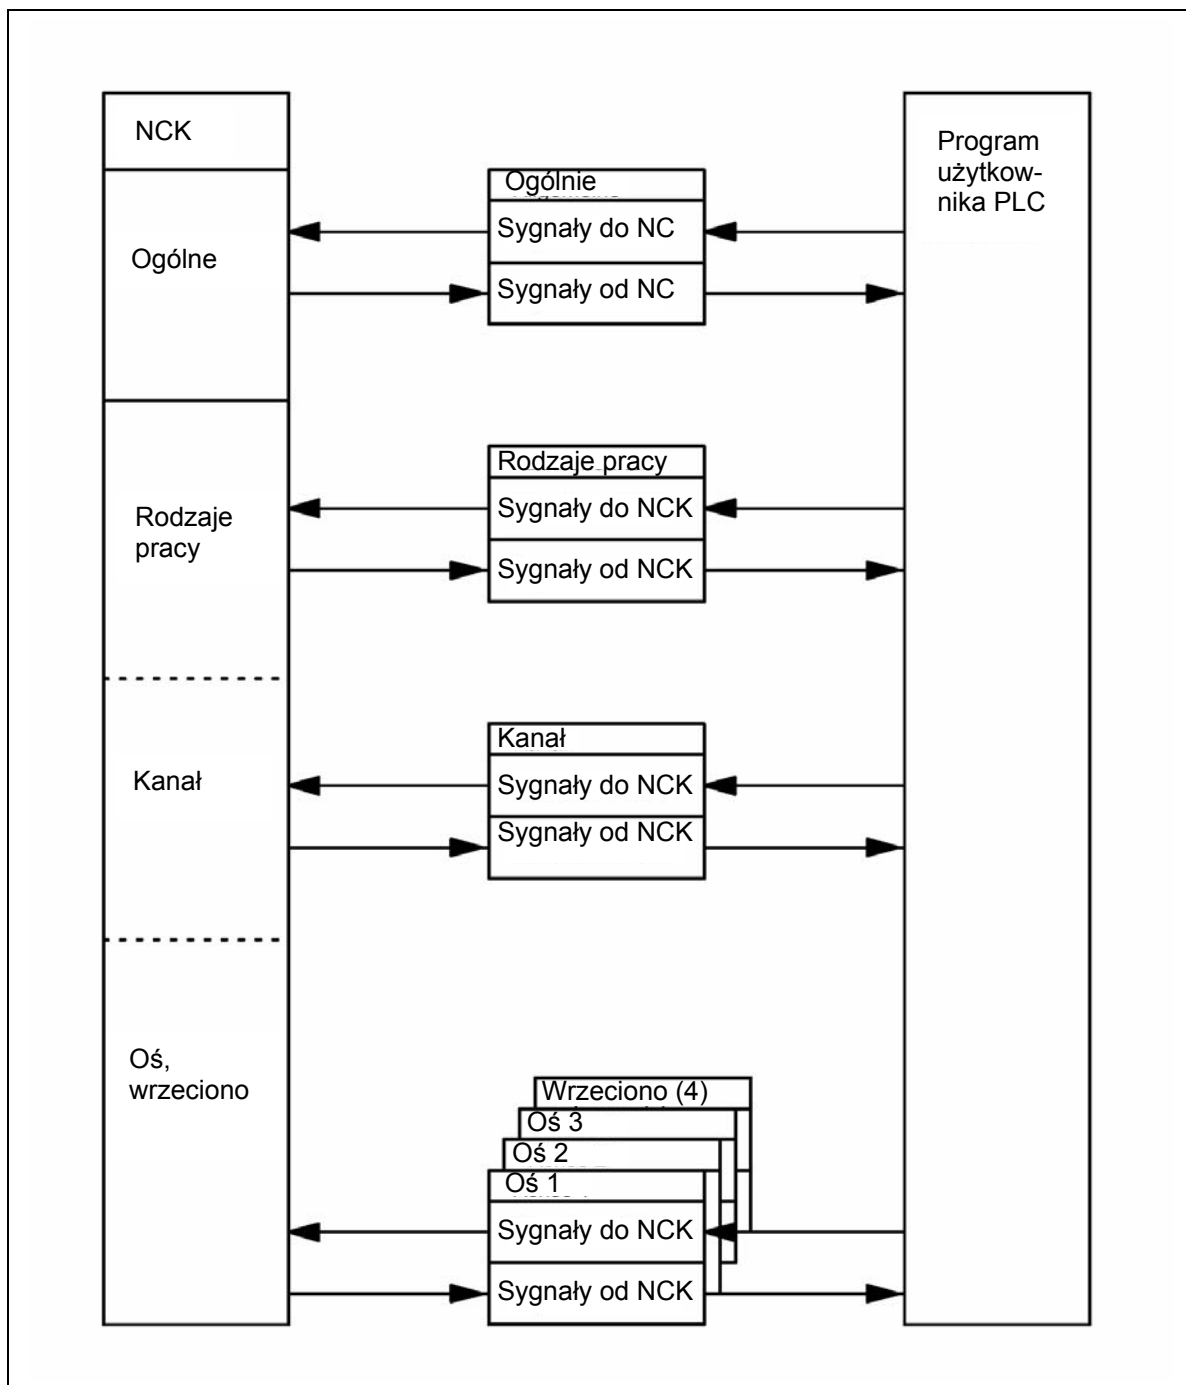 NCK
Ogólne
Rodzaje
pracy
Kanał
Oś,
wrzeciono
Ogólnie
Sygnały do NC
Sygnały od NC
Rodzaje pracy
Sygnały do NCK
Sygnały od NCK
Kanał
Sygnały do NCK
Sygnały od NCK
Wrzeciono (4)
Oś 3
Oś 2
Oś 1
Sygnały do NCK
Sygnały od NCK
Program
użytkow-
nika PLC